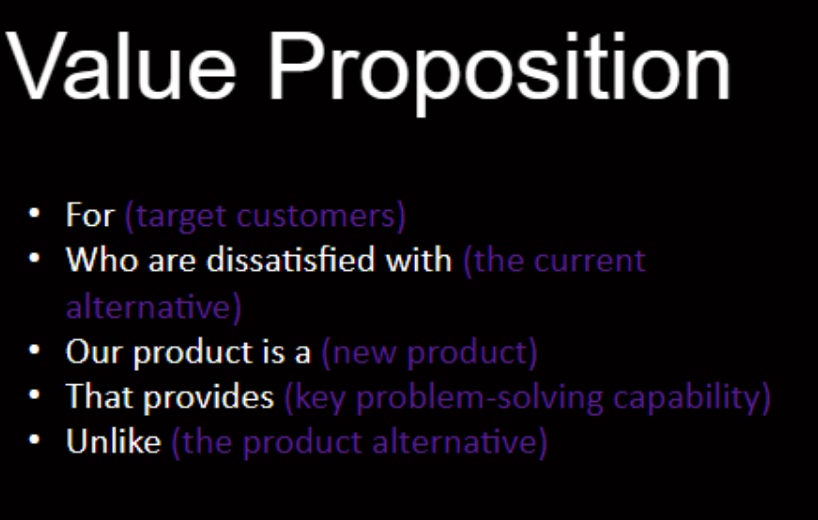 Value Proposition
• For (target customers)
• Who are dissatisfied with (the current
alternative)
• Our product is a (new product)
• That provides (key problem-solving capability)
• Unlike (the product alternative)